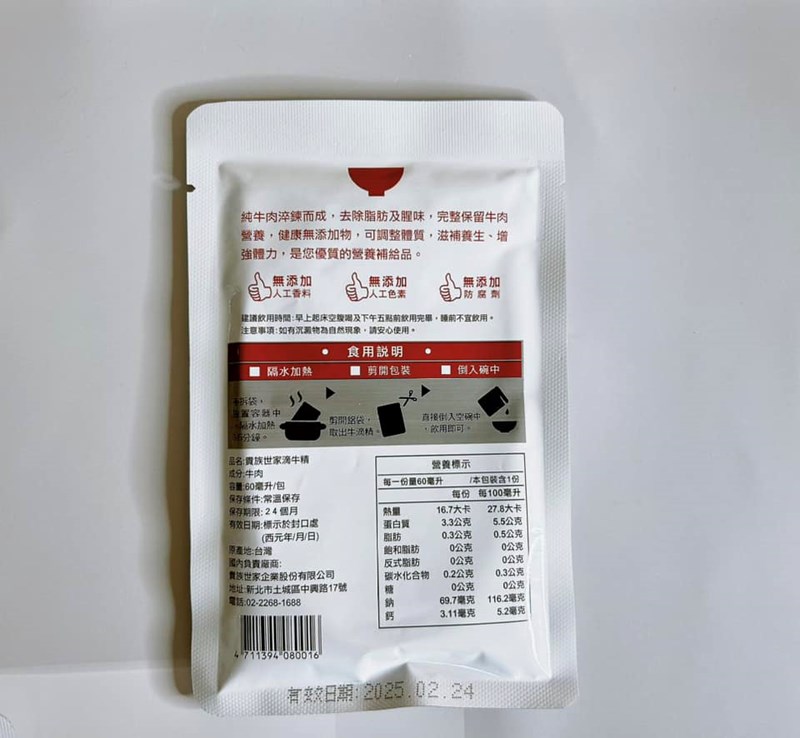 純牛肉淬鍊而成，去除脂肪及腥味，完整保留牛肉
營養，健康無添加物，可調整體質，滋補養生、增
強體力，是您優質的營養補給品。
無添加 人工香料
無添加 人工色素
無添加 防腐劑
建議飲用時間：早上起床空腹喝及下午五點前飲用完畢，睡前不宜飲用。
注意事項：如有沉澱物為自然現象，請安心使用。
食用說明
隔水加熱 剪開包裝 倒入碗中
拆袋，
置容器中
隔水加熱
分鐘。
剪開鋁袋，
取出牛滴精。
直接倒入空碗中
，飲用即可。
品名:貴族世家滴牛精
成分:牛肉
容量:60毫升/包
保存條件:常溫保存
保存期限: 24個月
有效日期:標示於封口處
(西元年/月/日)
原產地:台灣
國內負責廠商:
貴族世家企業股份有限公司
地址:新北市土城區中興路17號
電話:02-2268-1688
4 711394 080016
營養標示
每一份量60毫升 /本包裝含1份
每份 每100毫升
熱量 16.7大卡 27.8大卡
蛋白質 3.3公克 5.5公克
脂肪 0.3公克 0.5公克
飽和脂肪 0公克 0公克
反式脂肪 0公克 0公克
碳水化合物 0.2公克 0.3公克
糖 0公克 0公克
鈉 69.7毫克 116.2毫克
鈣 3.11毫克 5.2毫克
有效日期:2025.02.24